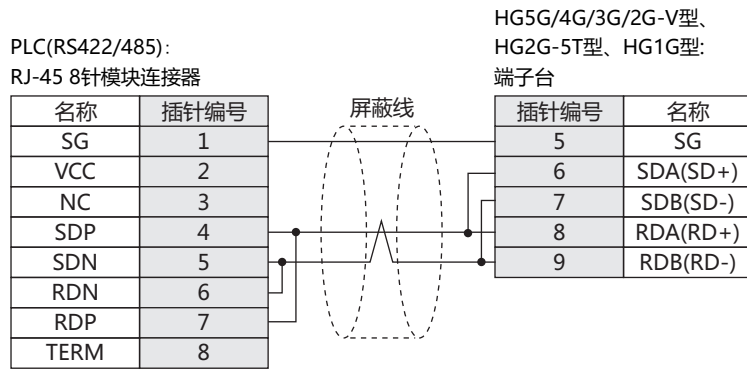 HG5G/4G/3G/2G-V型、
PLC(RS422/485):
HG2G-5T型、HG1G型:
RJ-45 8针模块连接器
端子台
名称 插针编号
屏蔽线
插针编号 名称
SG 1
5 SG
VCC 2
6 SDA(SD+)
NC 3
7 SDB(SD-)
SDP 4
8 RDA(RD+)
SDN 5
9 RDB(RD-)
RDN 6
RDP 7
TERM 8